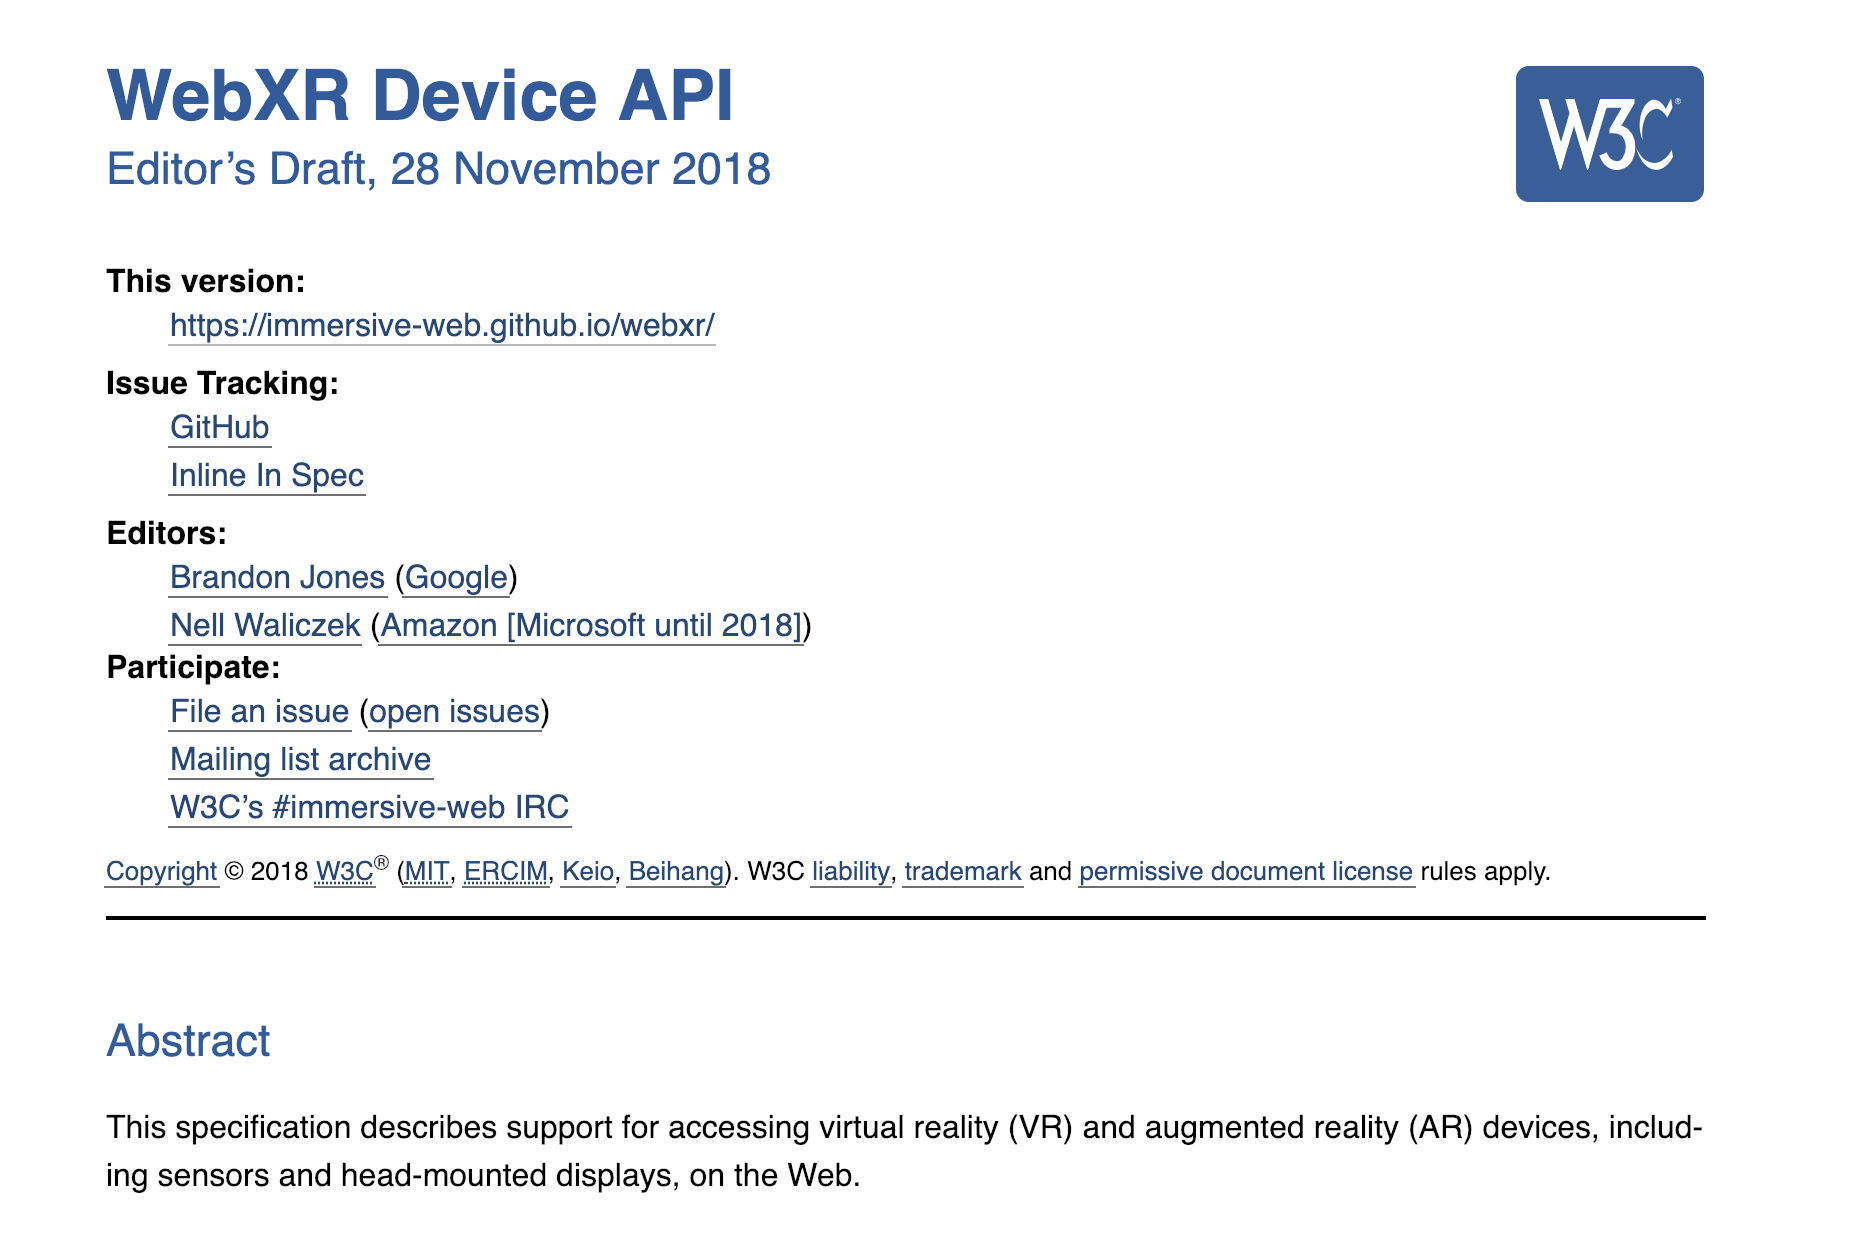 WebXR Device API
W3C®
Editor’s Draft, 28 November 2018
This version:
https://immersive-web.github.io/webxr/
Issue Tracking:
GitHub
Inline In Spec
Editors:
Brandon Jones (Google)
Nell Waliczek (Amazon [Microsoft until 2018])
Participate:
File an issue (open issues)
Mailing list archive
W3C’s #immersive-web IRC
Copyright © 2018 W3C® (MIT, ERCIM, Keio, Beihang). W3C liability, trademark and permissive document license rules apply.
Abstract
This specification describes support for accessing virtual reality (VR) and augmented reality (AR) devices, includ-
ing sensors and head-mounted displays, on the Web.